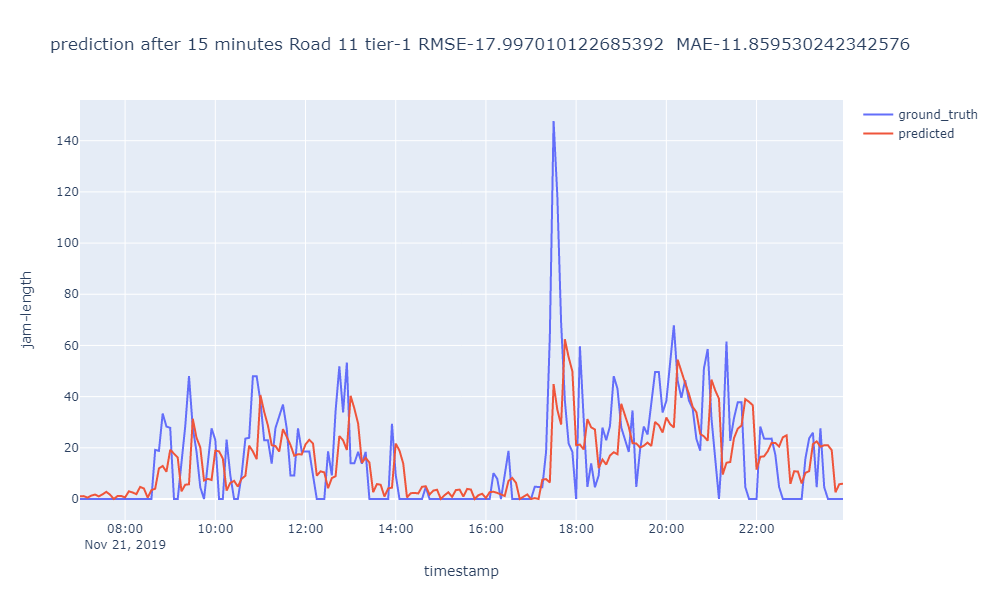 prediction after 15 minutes Road 11 tier-1 RMSE-17.997010122685392  MAE-11.859530242342576
ground_truth
predicted
140
120
100
80
60
40
20
0
jam-length
08:00 10:00 12:00 14:00 16:00 18:00 20:00 22:00
Nov 21, 2019
timestamp